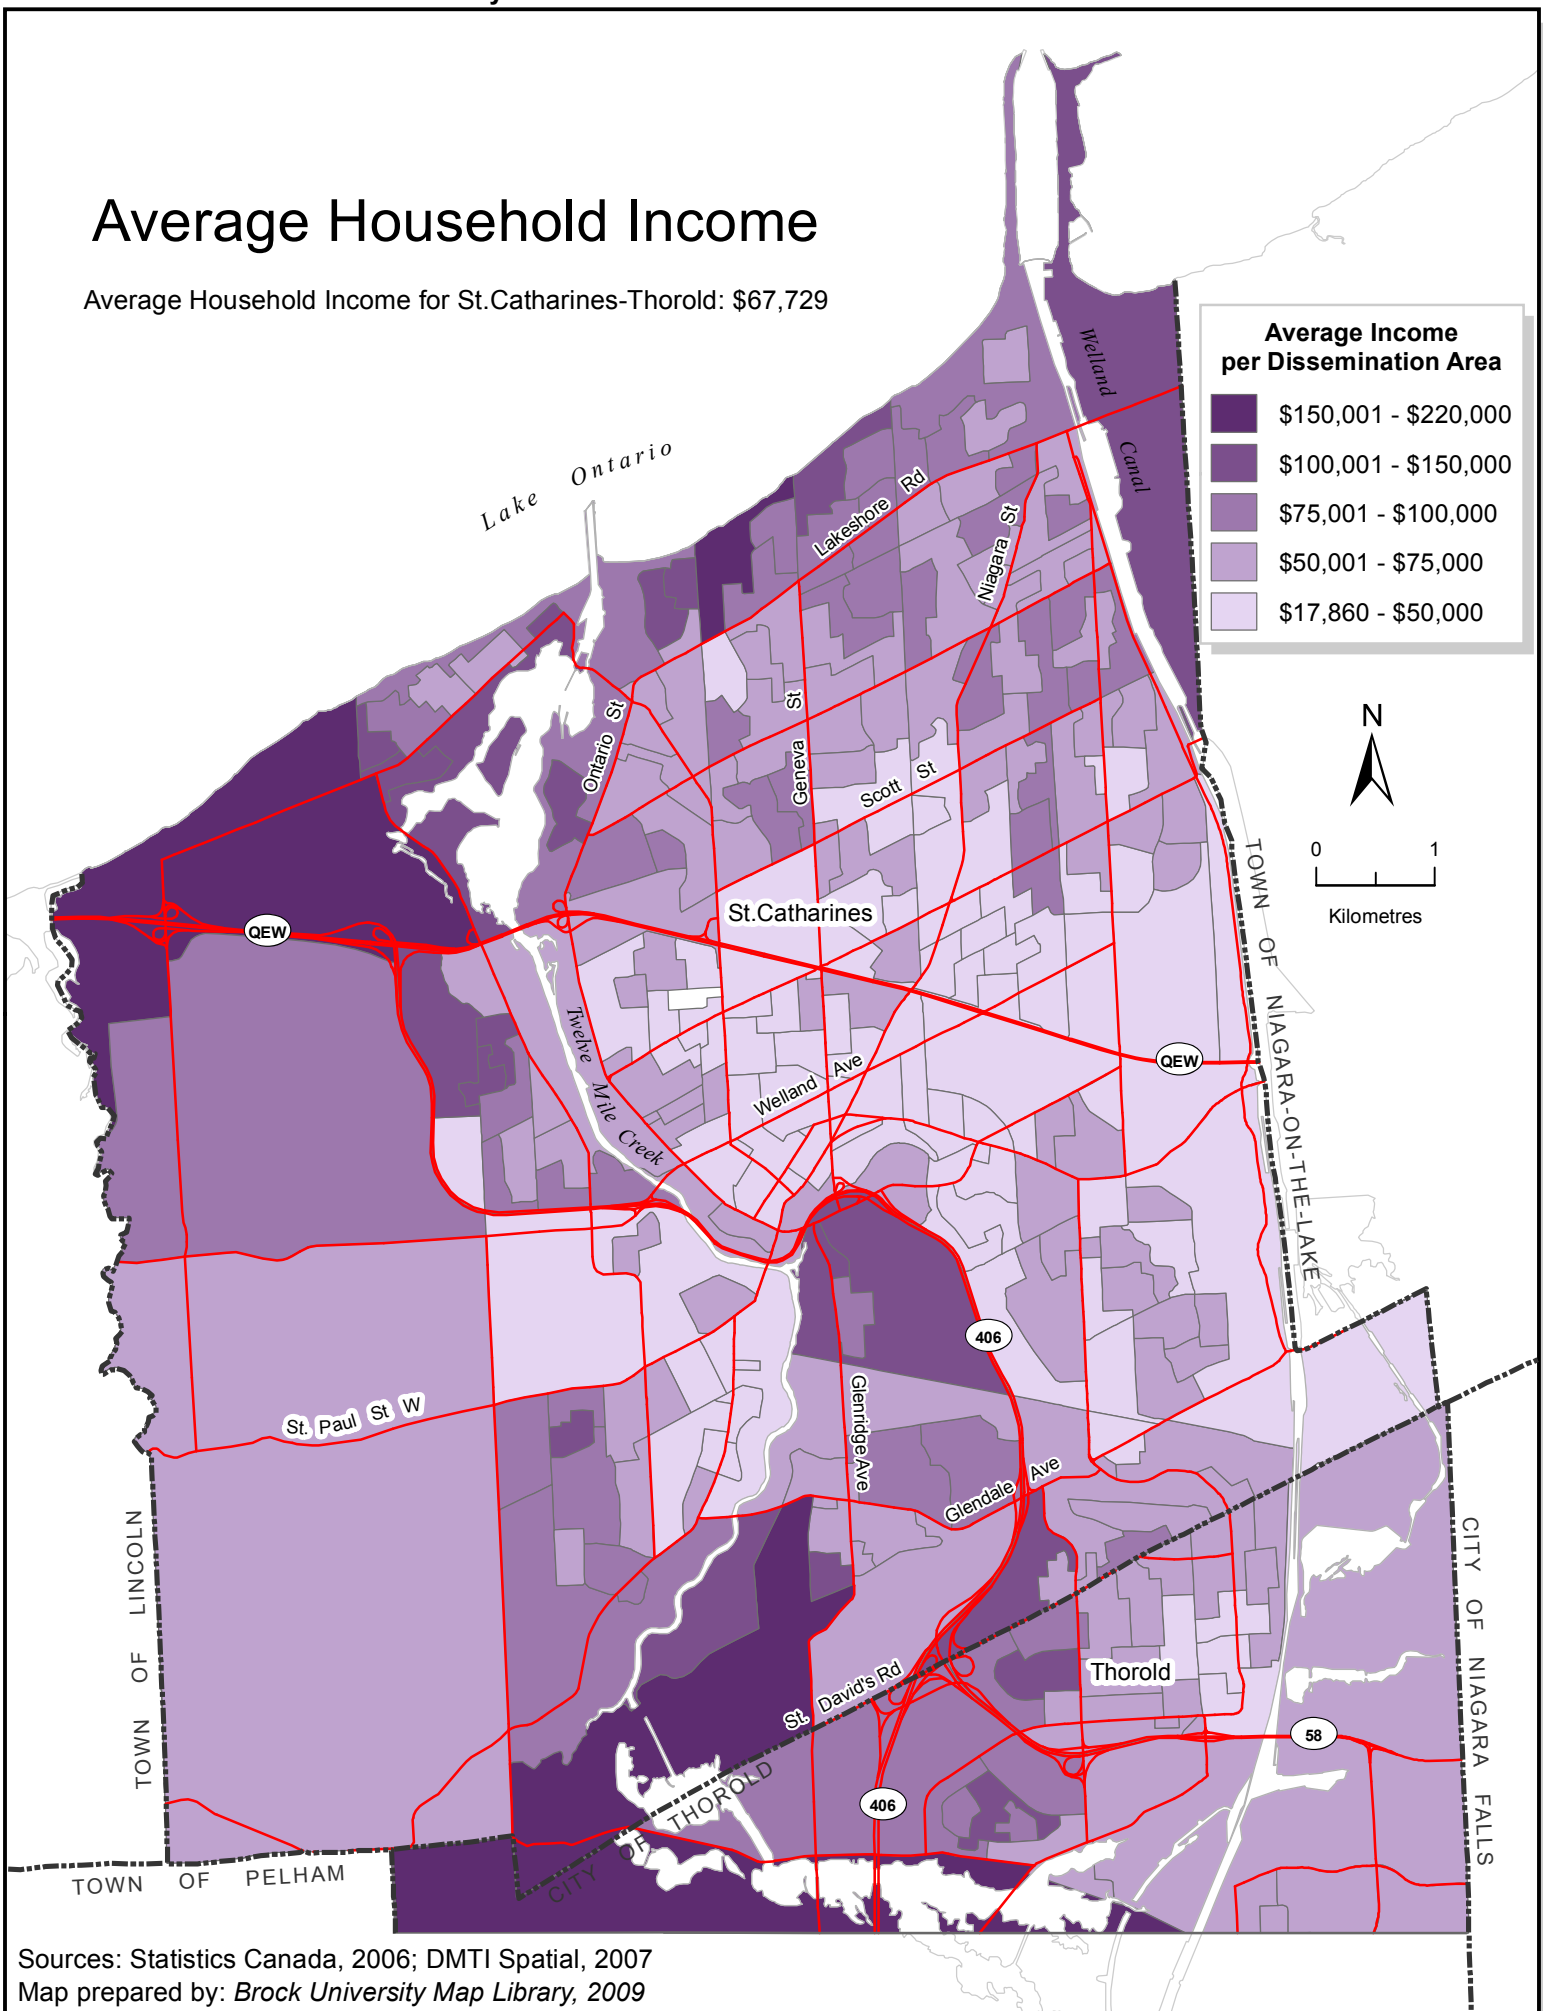 Average Household Income
Average Household Income for St.Catharines-Thorold: $67,729
Average Income
per Dissemination Area
$150,001 - $220,000
$100,001 - $150,000
$75,001 - $100,000
$50,001 - $75,000
$17,860 - $50,000
N
0 1
Kilometres
Lake Ontario
Welland Canal
Lakeshore Rd
Niagara St
Ontario St
Geneva St
Scott St
St.Catharines
QEW
QEW
Twelve Mile Creek
Welland Ave
TOWN OF NIAGARA-ON-THE-LAKE
406
St. Paul St W
Glenridge Ave
Glendale Ave
TOWN OF LINCOLN
CITY OF NIAGARA FALLS
Thorold
St. David's Rd
58
406
CITY OF THOROLD
TOWN OF PELHAM
Sources: Statistics Canada, 2006; DMTI Spatial, 2007
Map prepared by: Brock University Map Library, 2009